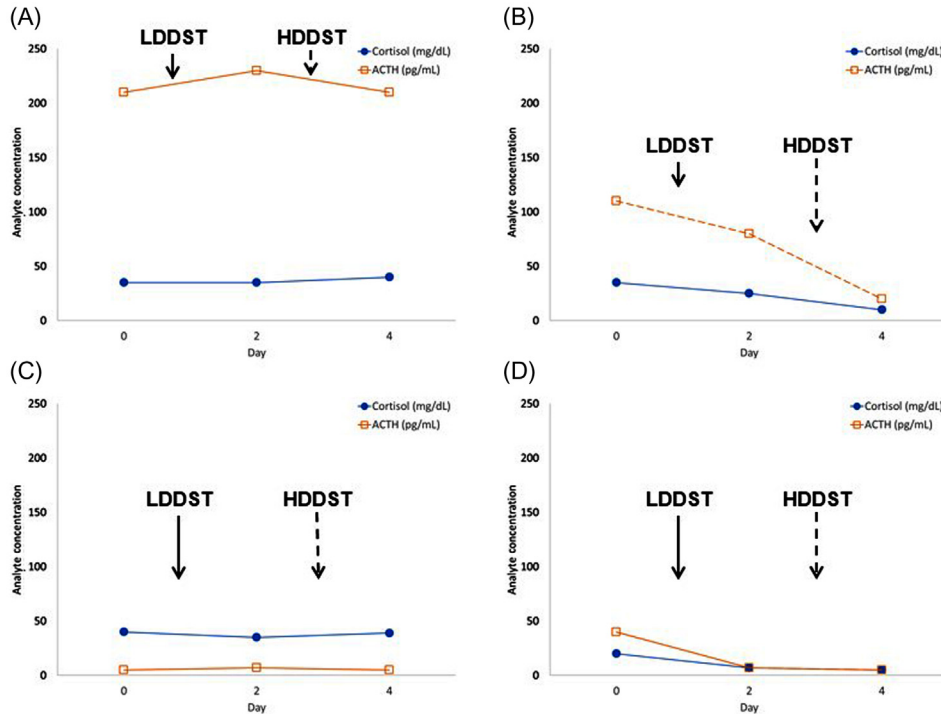 (A)
LDDST HDDST
Cortisol (mg/dL)
ACTH (pg/mL)
Analyte concentration
250
200
150
100
50
0
0 2 4
Day
(B)
Cortisol (mg/dL)
ACTH (pg/mL)
LDDST HDDST
Analyte concentration
250
200
150
100
50
0
0 2 4
Day
(C)
Cortisol (mg/dL)
ACTH (pg/mL)
LDDST HDDST
Analyte concentration
250
200
150
100
50
0
0 2 4
Day
(D)
Cortisol (mg/dL)
ACTH (pg/mL)
LDDST HDDST
Analyte concentration
250
200
150
100
50
0
0 2 4
Day